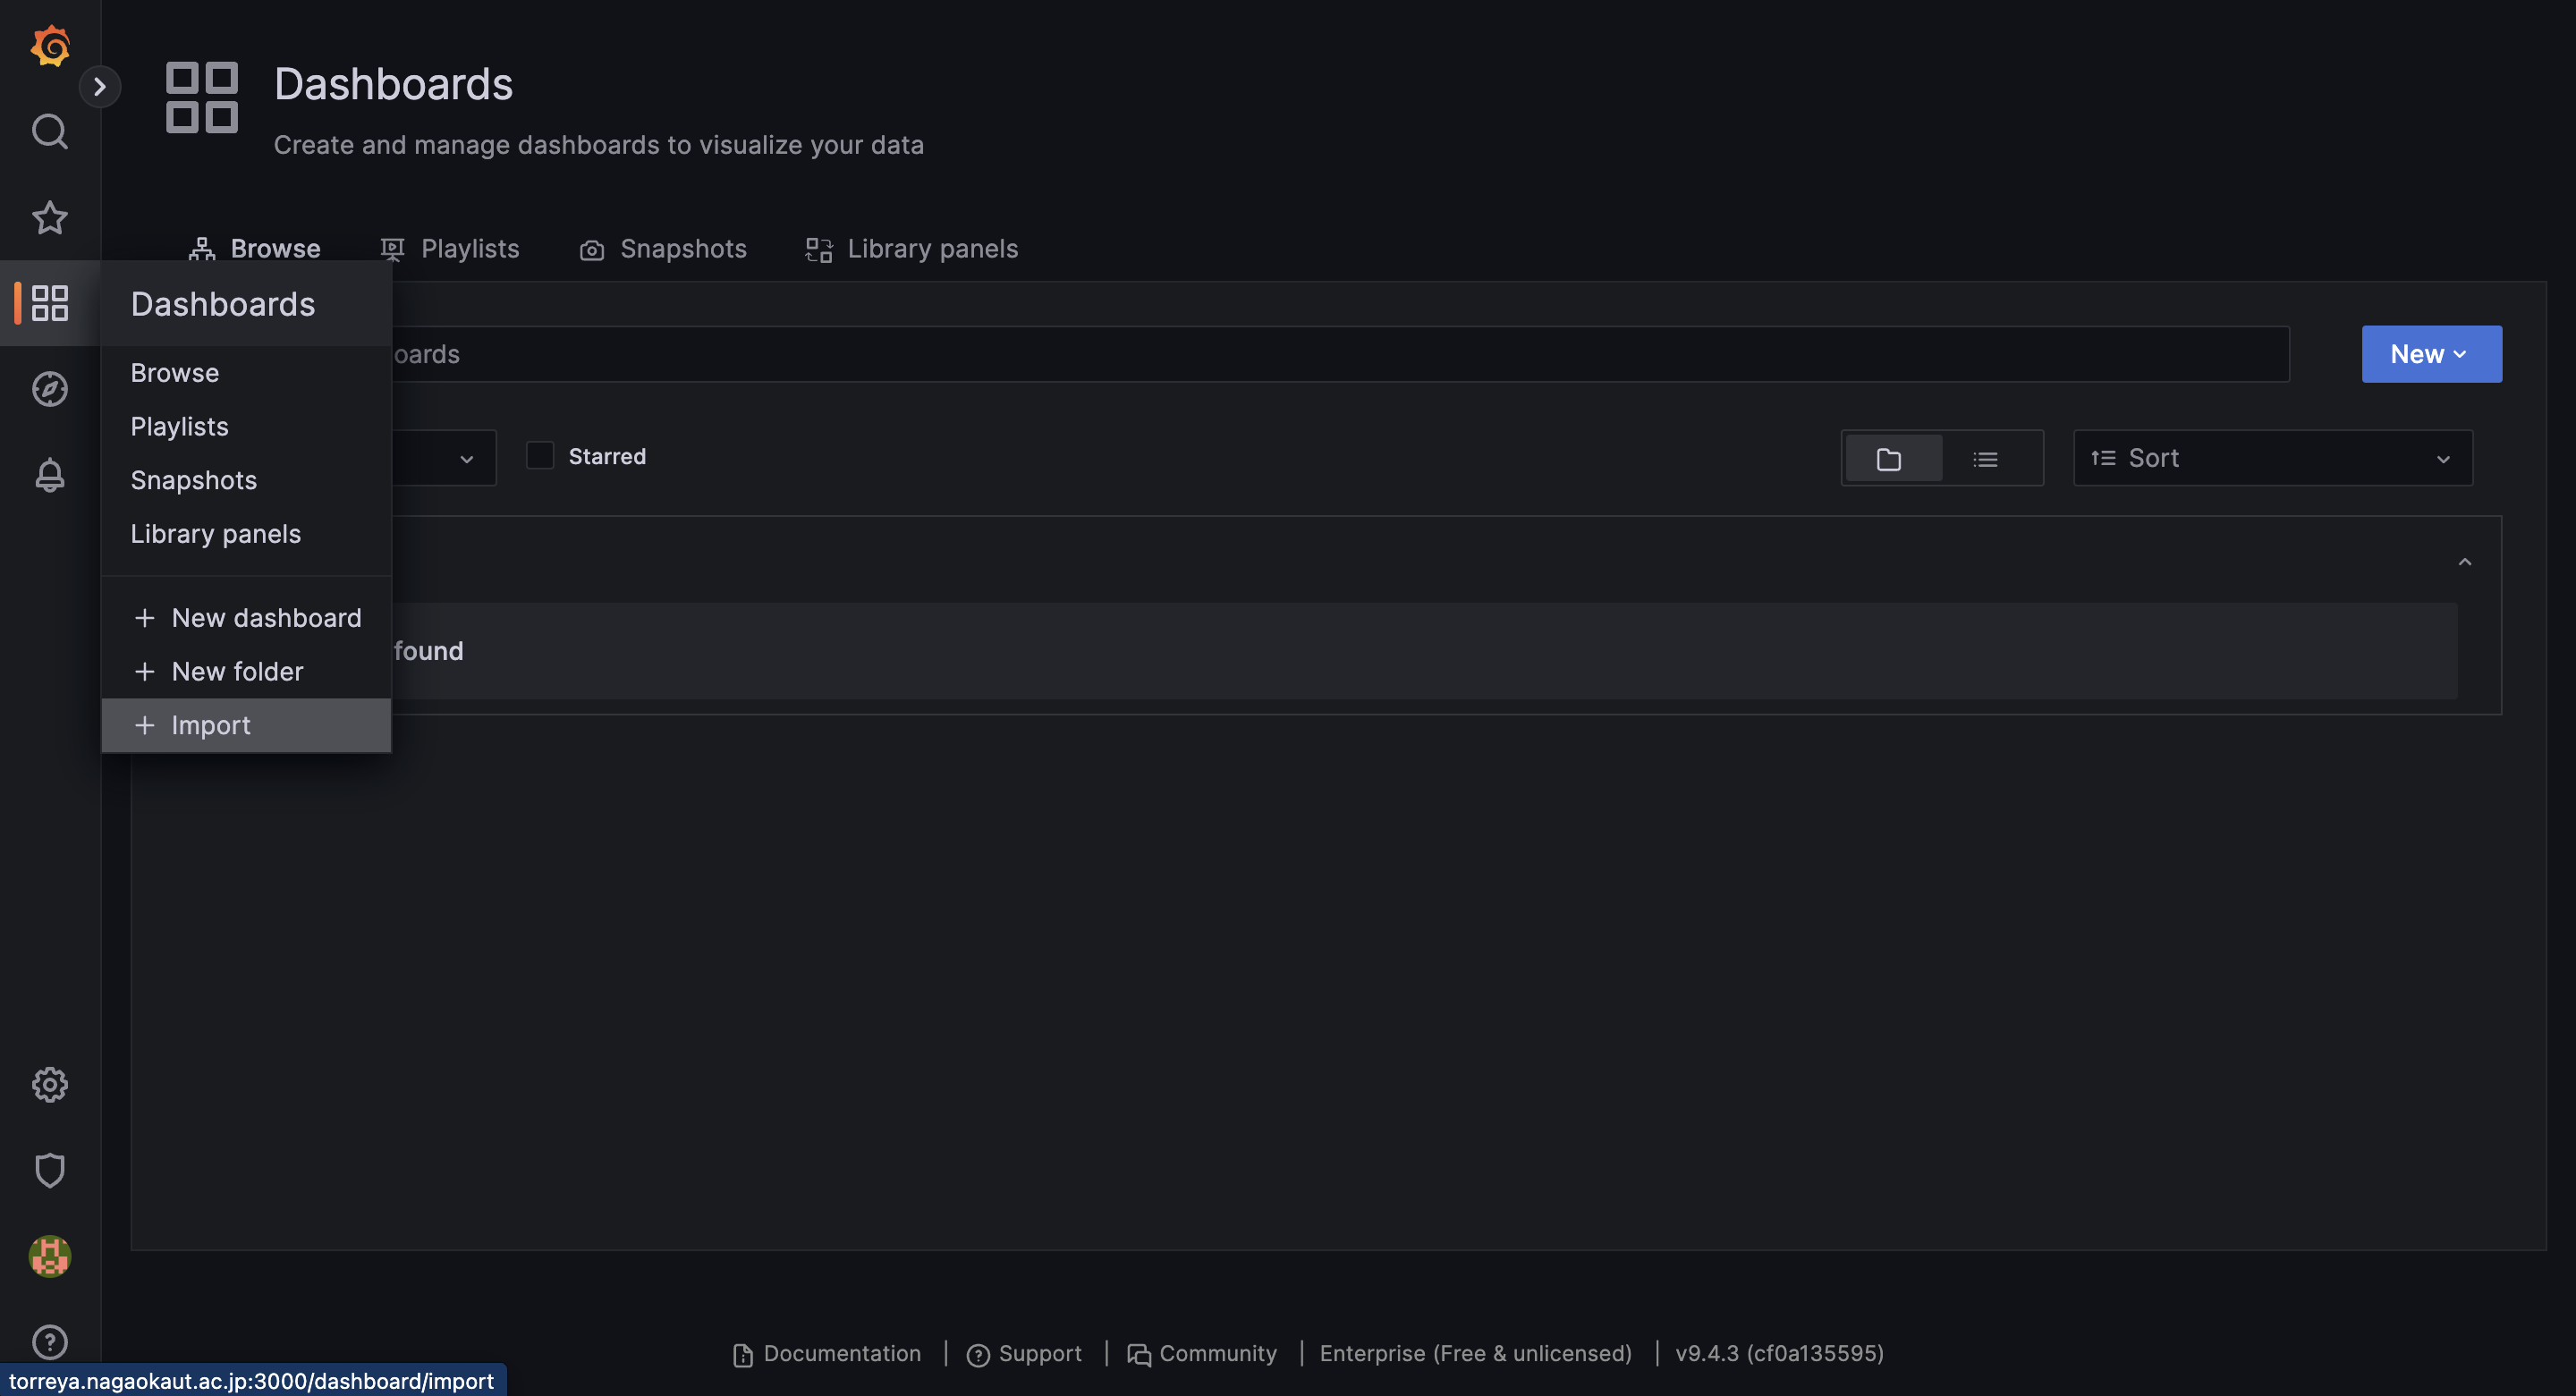 Dashboards
Create and manage dashboards to visualize your data
Browse Playlists Snapshots Library panels
Dashboards
Browse
Playlists
Snapshots
Library panels
+ New dashboard
+ New folder
+ Import
oards
New
Starred
Sort
found
Documentation | Support | Community | Enterprise (Free & unlicensed) | v9.4.3 (cf0a135595)
torreya.nagaokaut.ac.jp:3000/dashboard/import